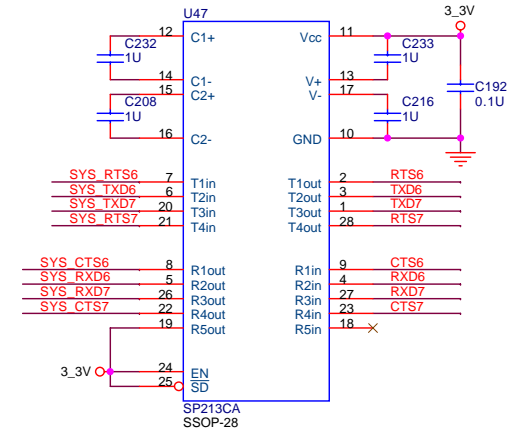 U47
3_3V
12 C1+ Vcc 11
C232
1U
C233
1U
14 C1- V+ 13
15 C2+ V- 17
C192
0.1U
C208
1U
C216
1U
16 C2- GND 10
SYS_RTS6 7 T1in T1out 2 RTS6
SYS_TXD6 6 T2in T2out 3 TXD6
SYS_TXD7 20 T3in T3out 1 TXD7
SYS_RTS7 21 T4in T4out 28 RTS7
SYS_CTS6 8 R1out R1in 9 CTS6
SYS_RXD6 5 R2out R2in 4 RXD6
SYS_RXD7 26 R3out R3in 27 RXD7
SYS_CTS7 22 R4out R4in 23 CTS7
19 R5out R5in 18
3_3V 24 EN
25 SD
SP213CA
SSOP-28